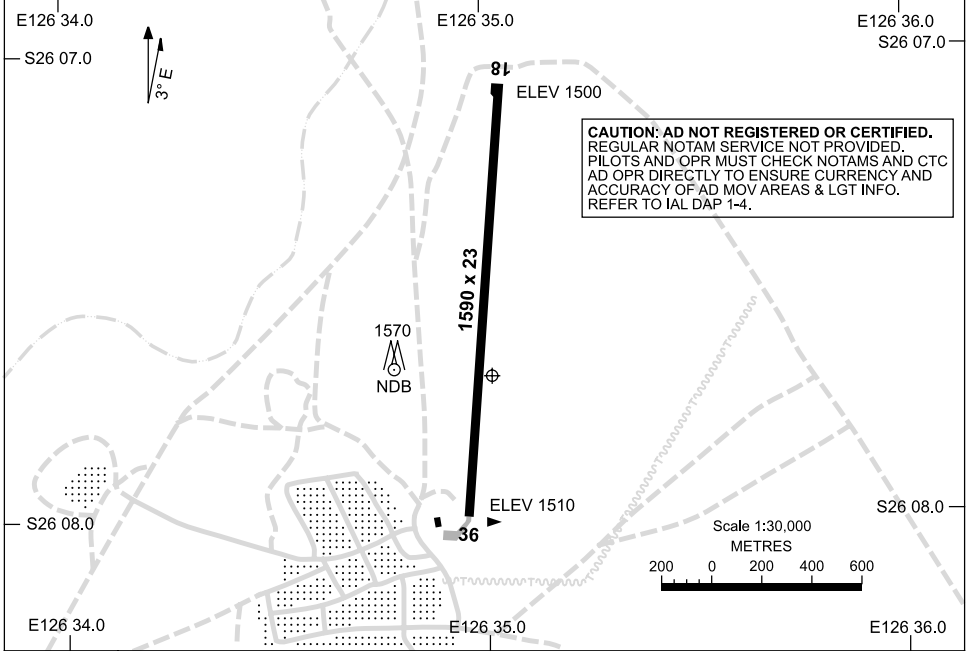 E126 34.0
E126 35.0
E126 36.0
S26 07.0
S26 07.0
3° E
18
ELEV 1500
CAUTION: AD NOT REGISTERED OR CERTIFIED.
REGULAR NOTAM SERVICE NOT PROVIDED.
PILOTS AND OPR MUST CHECK NOTAMS AND CTC
AD OPR DIRECTLY TO ENSURE CURRENCY AND
ACCURACY OF AD MOV AREAS & LGT INFO.
REFER TO IAL DAP 1-4.
1590 x 23
1570
NDB
ELEV 1510
S26 08.0
S26 08.0
36
Scale 1:30,000
METRES
200 0 200 400 600
E126 34.0
E126 35.0
E126 36.0